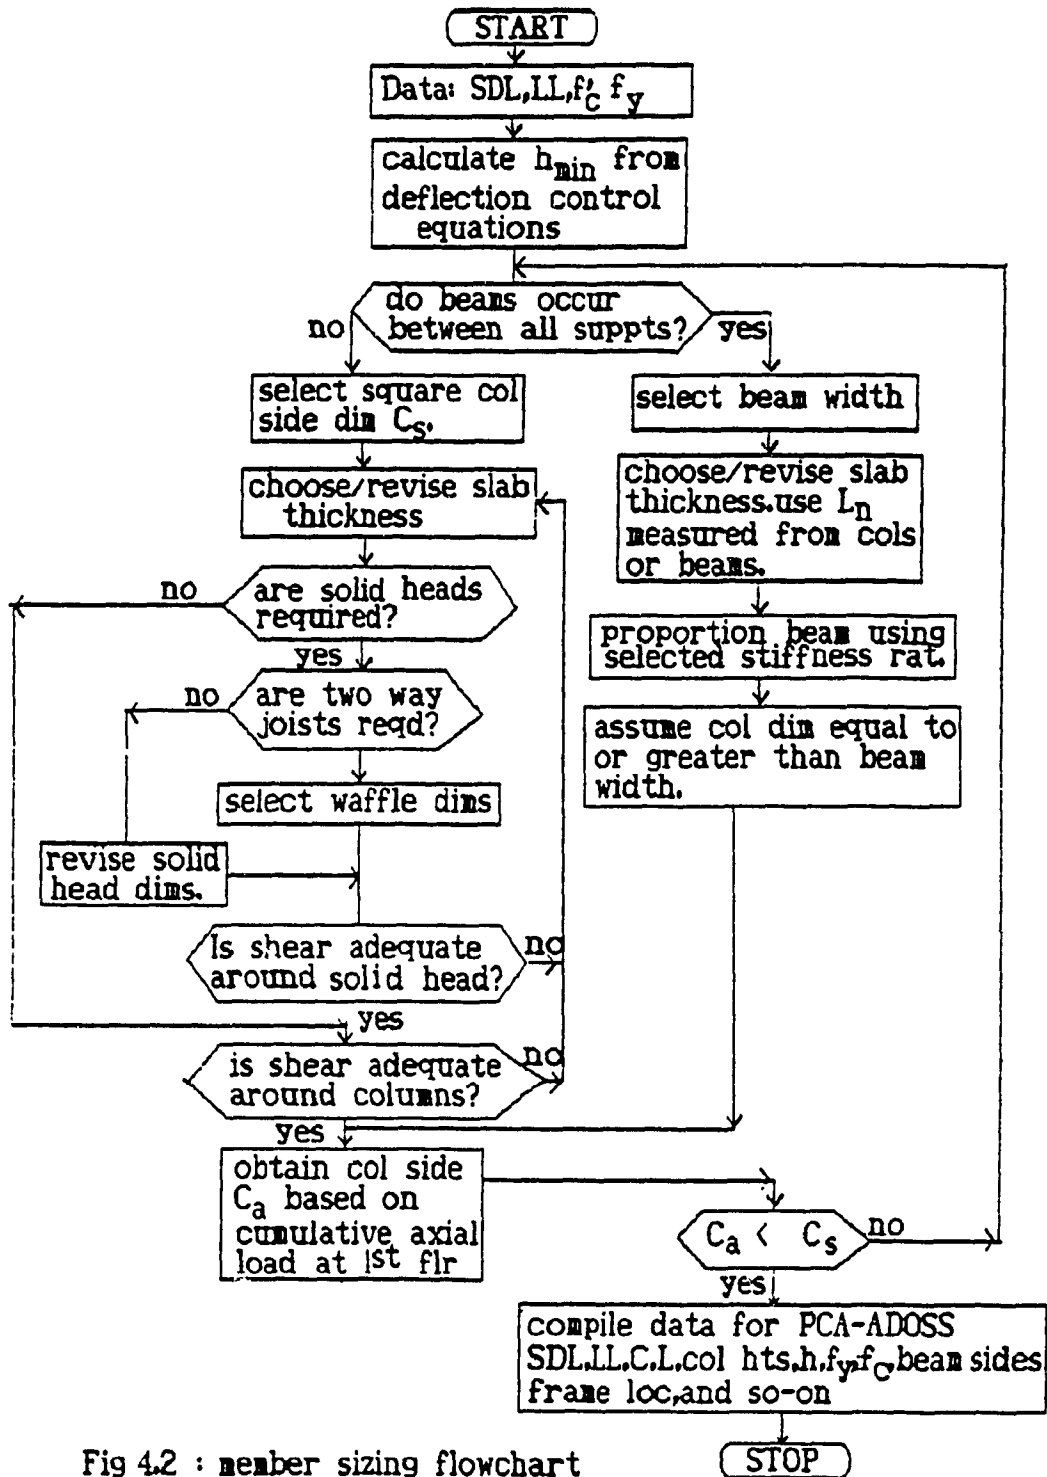 START
Data: SDL,LL,f'c fy
calculate hmin from
deflection control
equations
do beams occur
between all suppts?
no
yes
select square col
side dim Cs.
select beam width
choose/revise slab
thickness
choose/revise slab
thickness.use Ln
measured from cols
or beams.
no
are solid heads
required?
yes
proportion beam using
selected stiffness rat.
no
are two way
joists reqd?
assume col dim equal to
or greater than beam
width.
select waffle dims
revise solid
head dims.
Is shear adequate
around solid head?
no
yes
is shear adequate
around columns?
no
yes
obtain col side
Ca based on
cumulative axial
load at 1st flr
Ca < Cs
no
yes
compile data for PCA-ADOSS
SDL,LL,C,L,col hts,h,fy,fc,beam sides
frame loc,and so-on
STOP
Fig 4.2 : member sizing flowchart